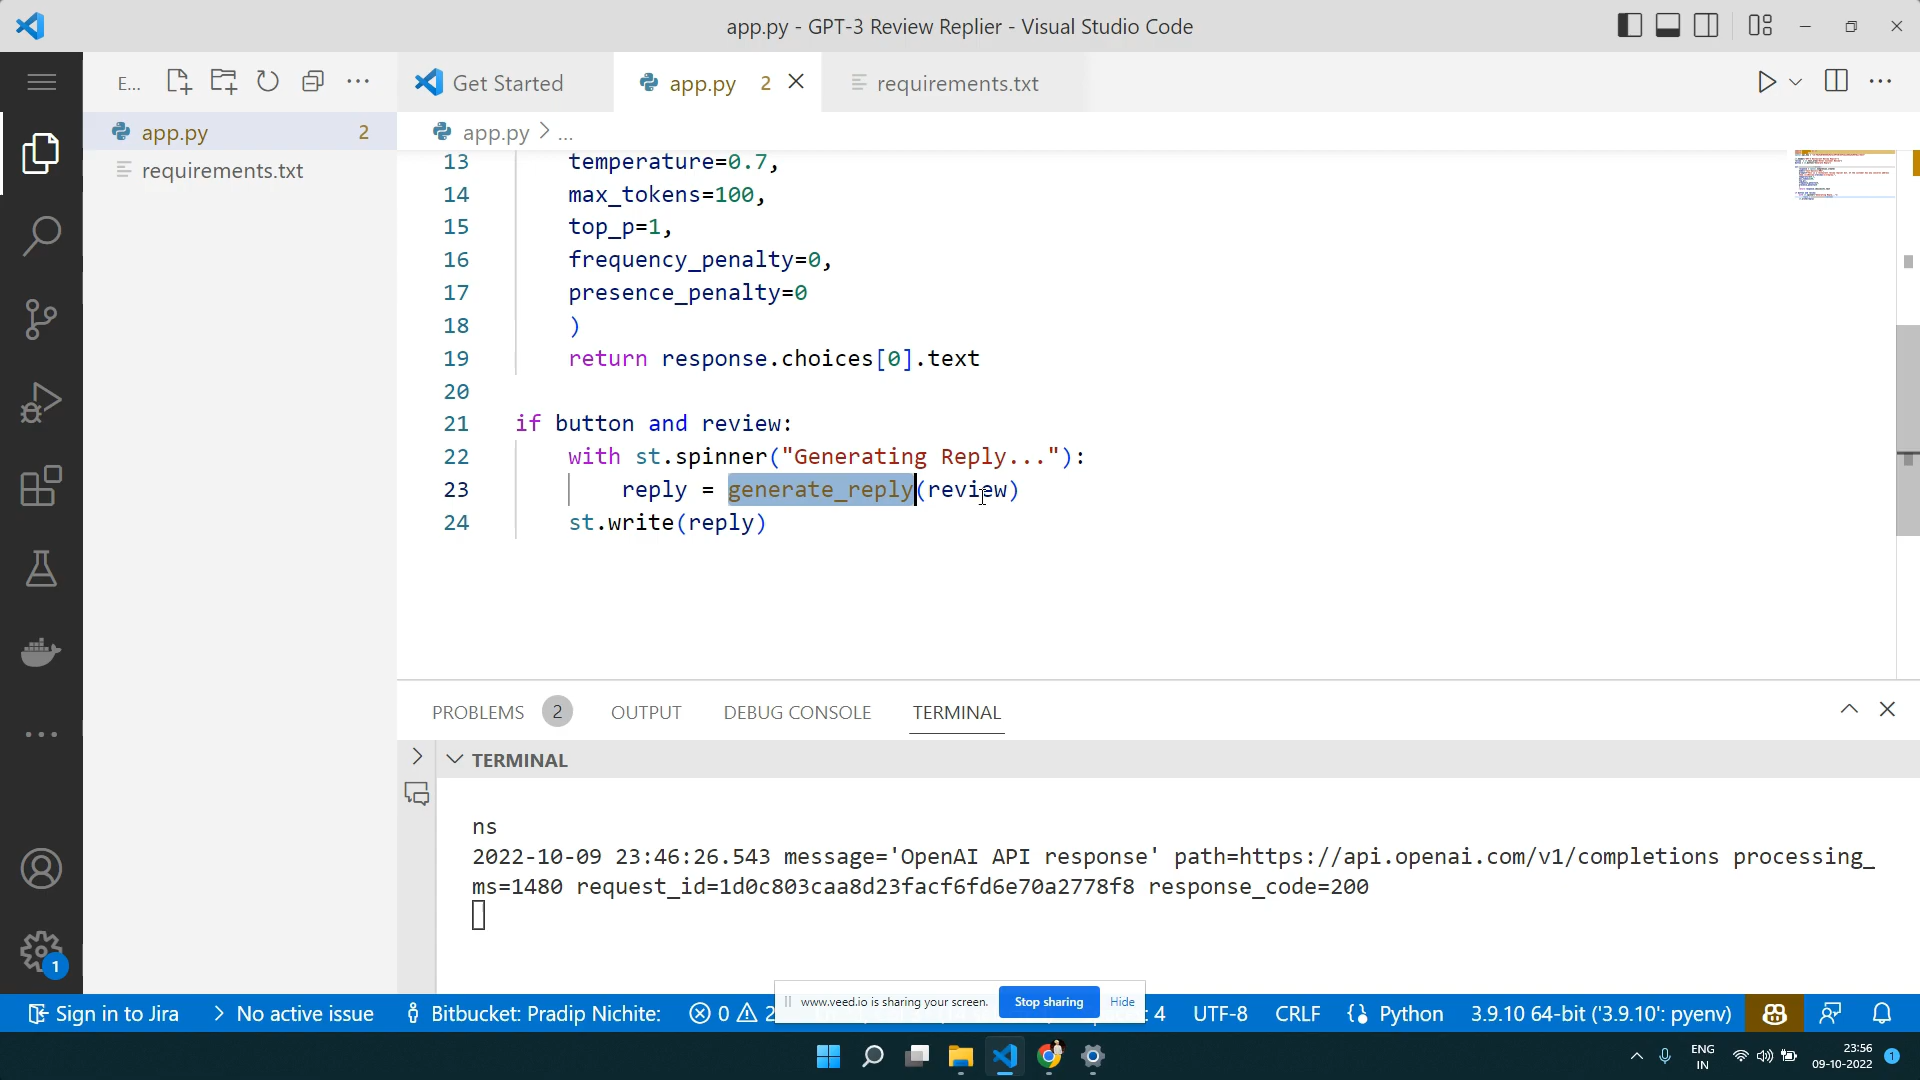 app.py - GPT-3 Review Replier - Visual Studio Code
E...
Get Started
app.py 2
requirements.txt
app.py 2
requirements.txt
app.py > ...
13 temperature=0.7,
14 max_tokens=100,
15 top_p=1,
16 frequency_penalty=0,
17 presence_penalty=0
18 )
19 return response.choices[0].text
20
21 if button and review:
22 with st.spinner("Generating Reply..."):
23 reply = generate_reply(review)
24 st.write(reply)
PROBLEMS 2 OUTPUT DEBUG CONSOLE TERMINAL
TERMINAL
ns
2022-10-09 23:46:26.543 message='OpenAI API response' path=https://api.openai.com/v1/completions processing_
ms=1480 request_id=1d0c803caa8d23facf6fd6e70a2778f8 response_code=200
1
www.veed.io is sharing your screen. Stop sharing Hide
Sign in to Jira No active issue Bitbucket: Pradip Nichite: 0 2 : 4 UTF-8 CRLF Python 3.9.10 64-bit ('3.9.10': pyenv)
ENG
IN
23:56
09-10-2022
1